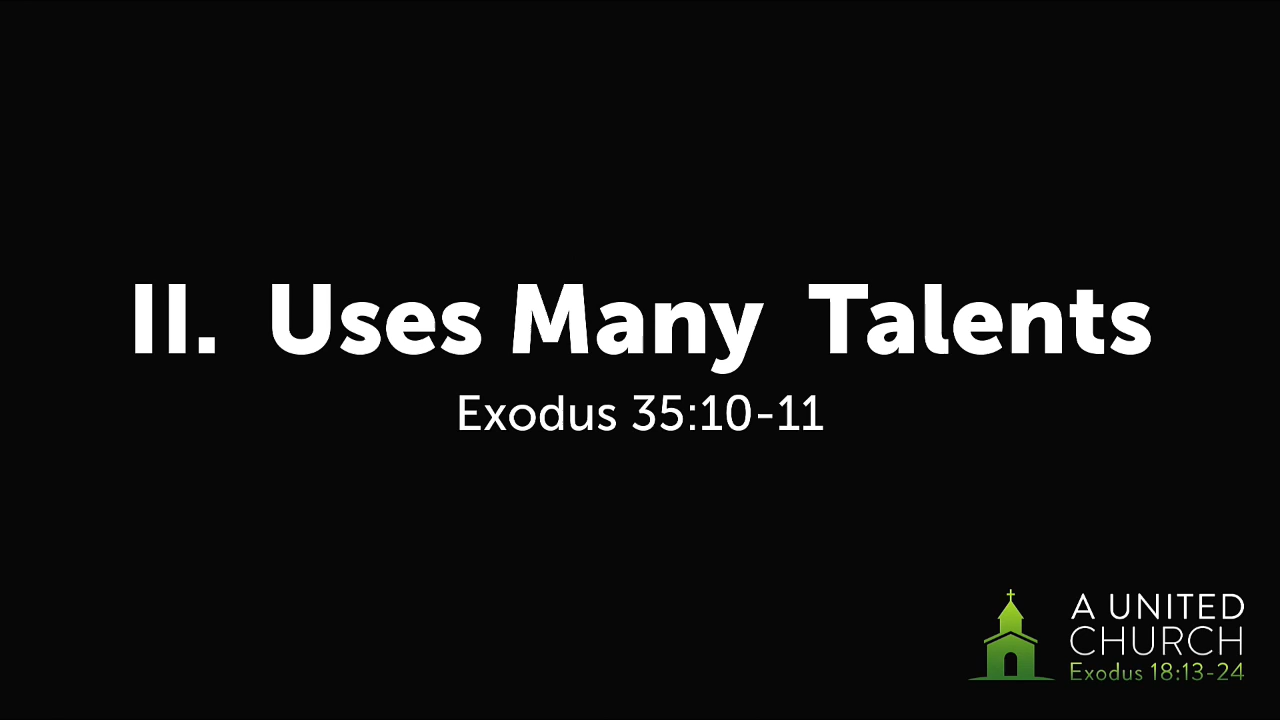 II. Uses Many Talents
Exodus 35:10-11
A UNITED
CHURCH
Exodus 18:13-24